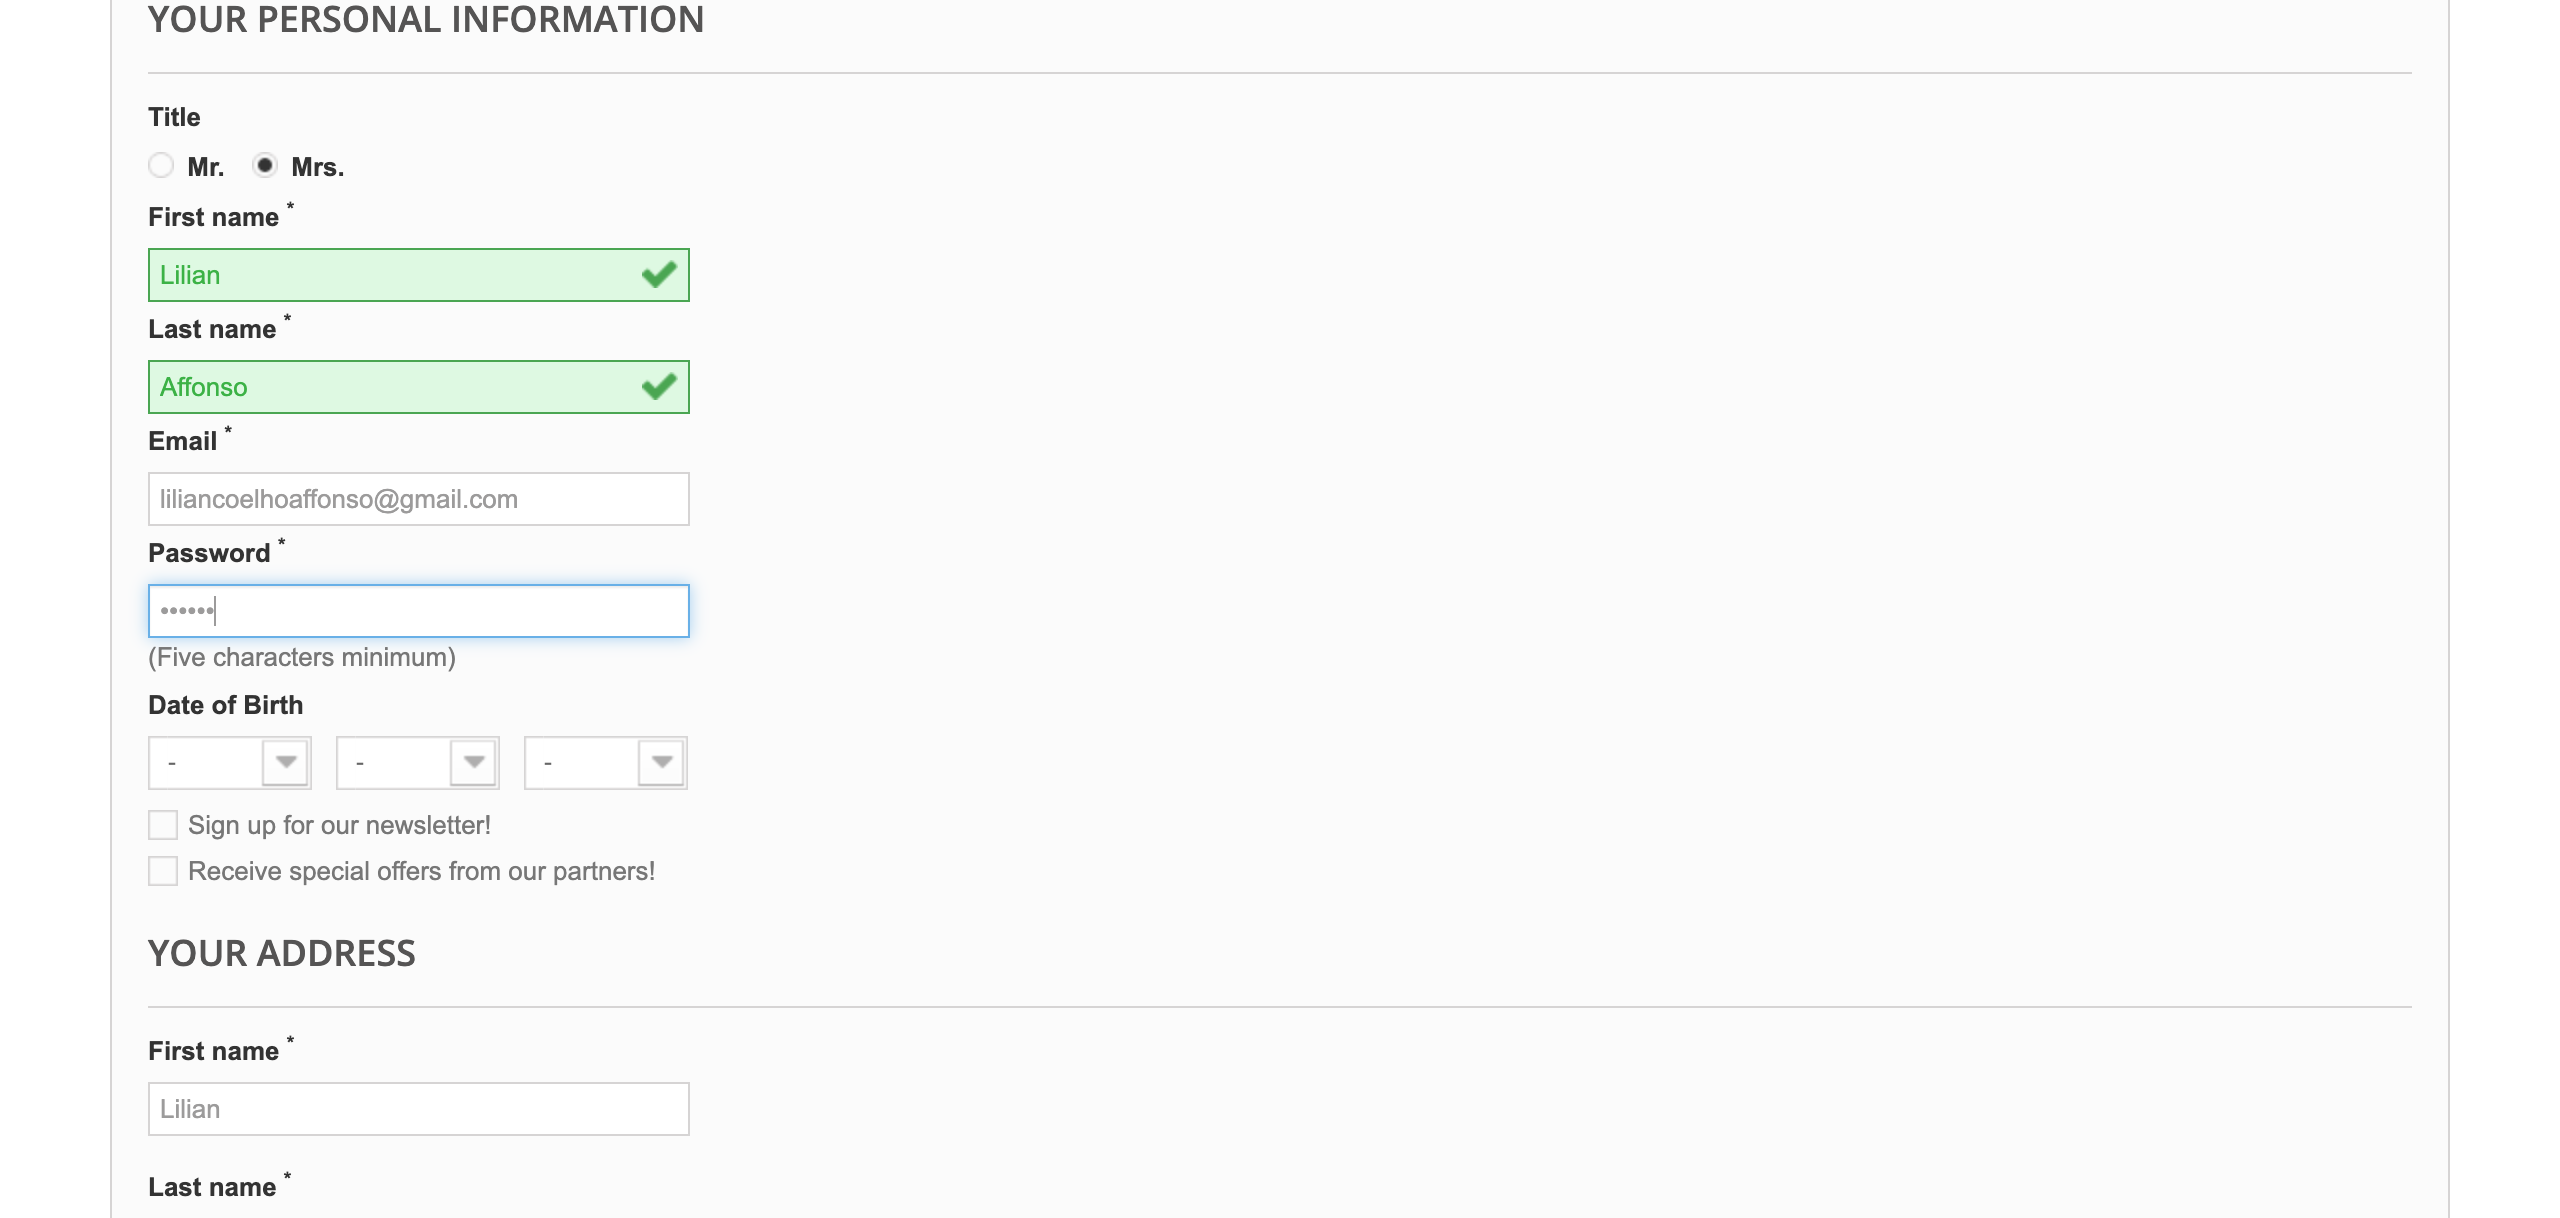 YOUR PERSONAL INFORMATION
Title
Mr. Mrs.
First name *
Lilian
Last name *
Affonso
Email *
liliancoelhoaffonso@gmail.com
Password *
••••••
(Five characters minimum)
Date of Birth
- - -
Sign up for our newsletter!
Receive special offers from our partners!
YOUR ADDRESS
First name *
Lilian
Last name *